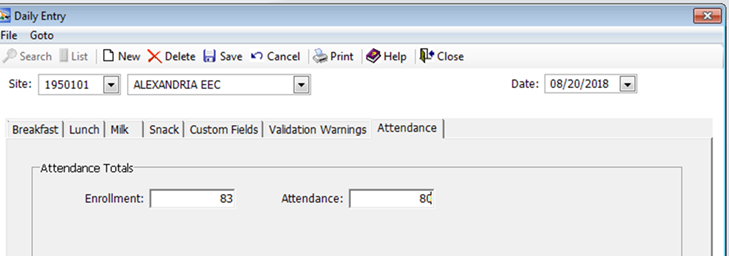 Daily Entry
File Goto
Search List New Delete Save Cancel Print Help Close
Site: 1950101 ALEXANDRIA EEC Date: 08/20/2018
Breakfast Lunch Milk Snack Custom Fields Validation Warnings Attendance
Attendance Totals
Enrollment: 83 Attendance: 80